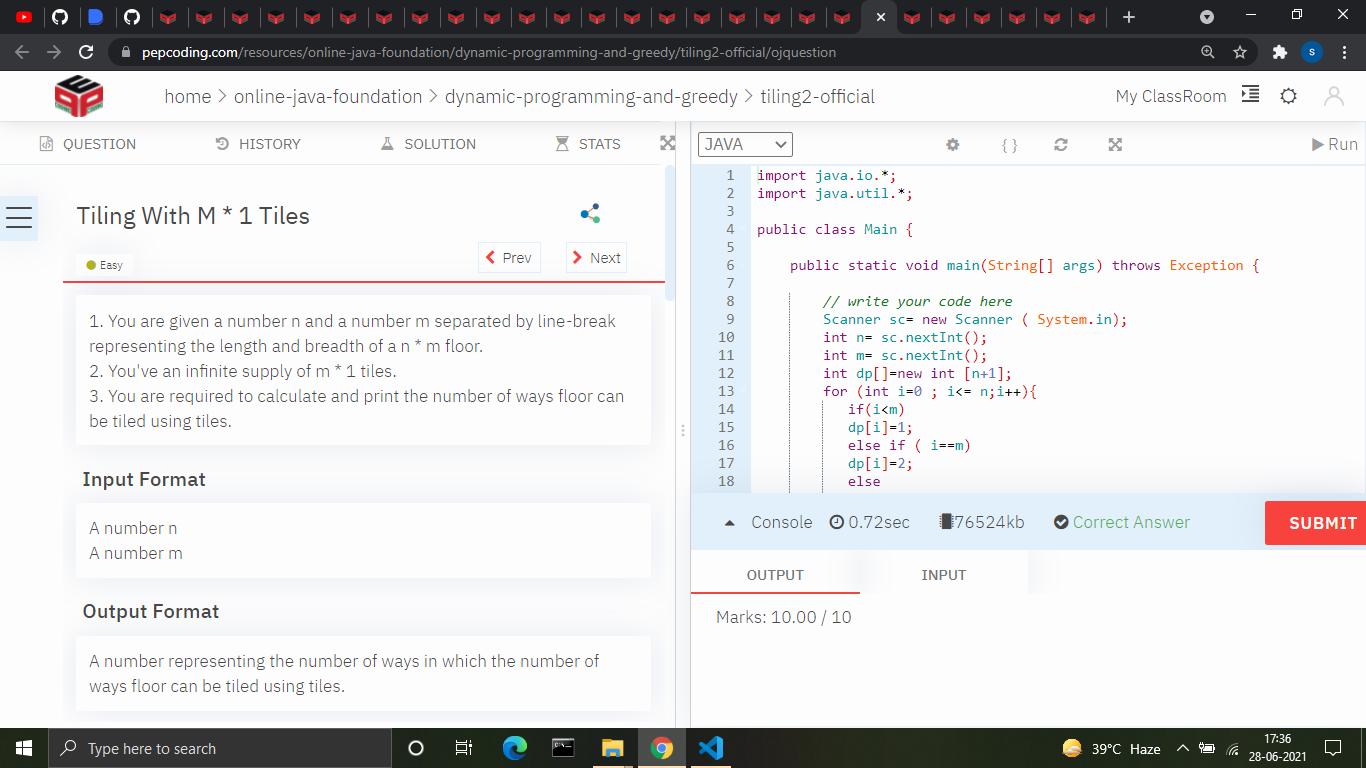 pepcoding.com/resources/online-java-foundation/dynamic-programming-and-greedy/tiling2-official/ojquestion
S
home > online-java-foundation > dynamic-programming-and-greedy > tiling2-official
My ClassRoom
QUESTION HISTORY SOLUTION STATS
JAVA
{ }
Run
Tiling With M * 1 Tiles
Easy
Prev
Next
1. You are given a number n and a number m separated by line-break
representing the length and breadth of a n * m floor.
2. You've an infinite supply of m * 1 tiles.
3. You are required to calculate and print the number of ways floor can
be tiled using tiles.
Input Format
A number n
A number m
Output Format
A number representing the number of ways in which the number of
ways floor can be tiled using tiles.
1 import java.io.*;
2 import java.util.*;
3
4 public class Main {
5
6 public static void main(String[] args) throws Exception {
7
8 // write your code here
9 Scanner sc= new Scanner ( System.in);
10 int n= sc.nextInt();
11 int m= sc.nextInt();
12 int dp[]=new int [n+1];
13 for (int i=0 ; i<= n;i++){
14 if(i<m)
15 dp[i]=1;
16 else if ( i==m)
17 dp[i]=2;
18 else
Console 0.72sec 76524kb Correct Answer
SUBMIT
OUTPUT INPUT
Marks: 10.00 / 10
Type here to search
39°C Haze
17:36
28-06-2021